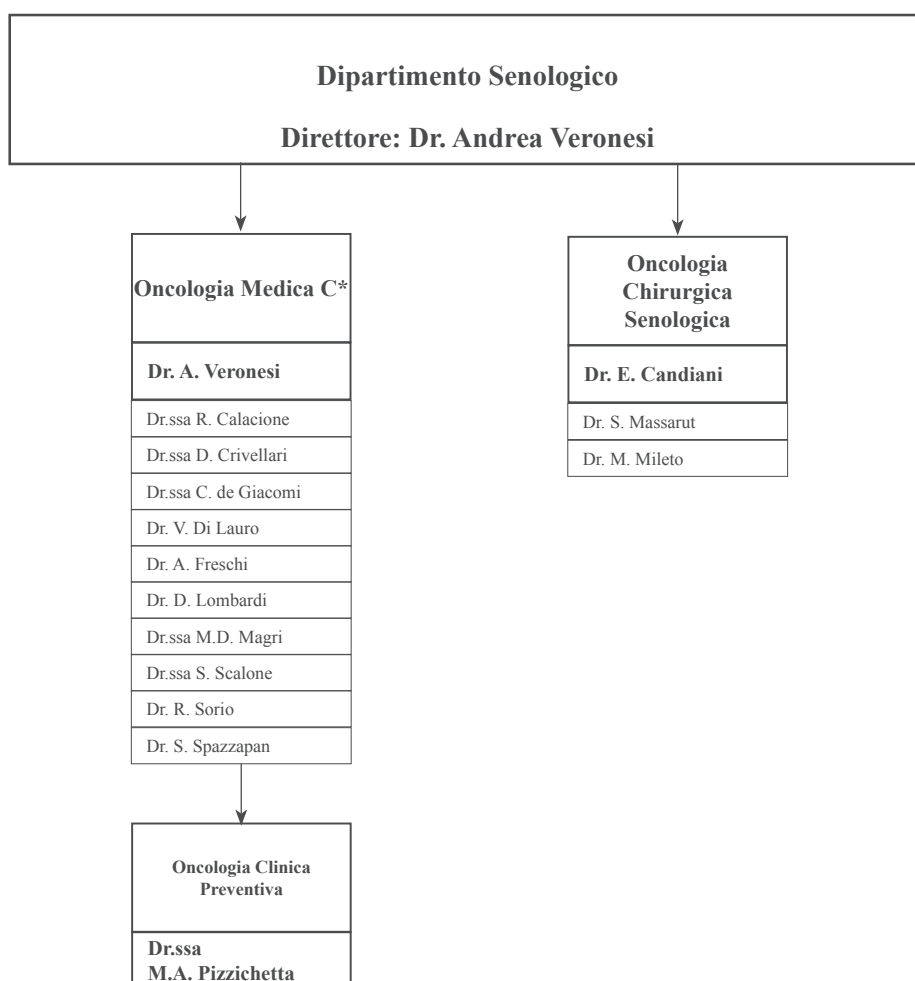 Dipartimento Senologico
Direttore: Dr. Andrea Veronesi
Oncologia Medica C*
Dr. A. Veronesi
Dr.ssa R. Calacione
Dr.ssa D. Crivellari
Dr.ssa C. de Giacomi
Dr. V. Di Lauro
Dr. A. Freschi
Dr. D. Lombardi
Dr.ssa M.D. Magri
Dr.ssa S. Scalone
Dr. R. Sorio
Dr. S. Spazzapan
Oncologia Clinica
Preventiva
Dr.ssa
M.A. Pizzichetta
Oncologia
Chirurgica
Senologica
Dr. E. Candiani
Dr. S. Massarut
Dr. M. Mileto